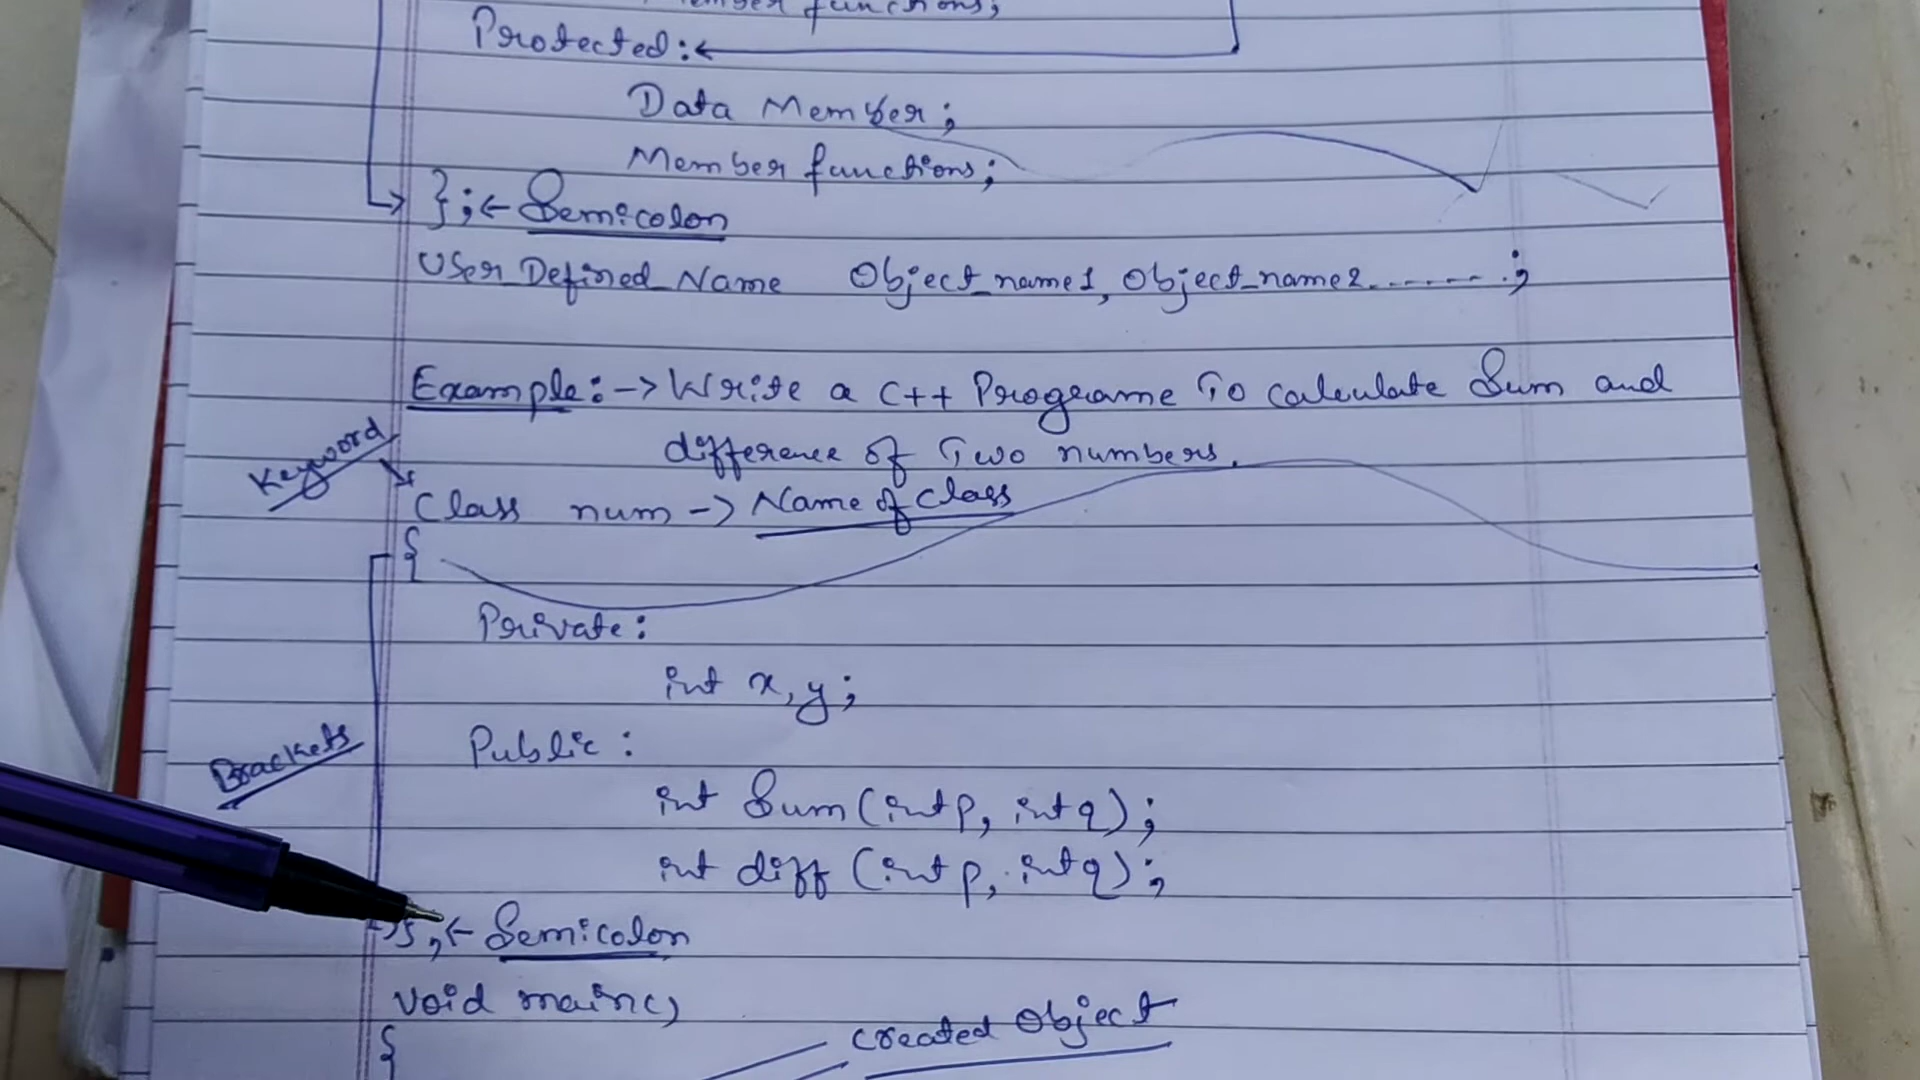 Member functions;
Protected:←
Data Member;
Member functions;
};← Semicolon
User_Defined_Name Object_name1, Object_name2.......;
Example:-> Write a C++ Programe To calculate Sum and
difference of Two numbers.
Keyword
Class num -> Name of Class
{
Private:
int x,y;
Public:
Brackets
int Sum(int p, int q);
int diff (int p, int q);
← Semicolon
void main()
{
Created Object